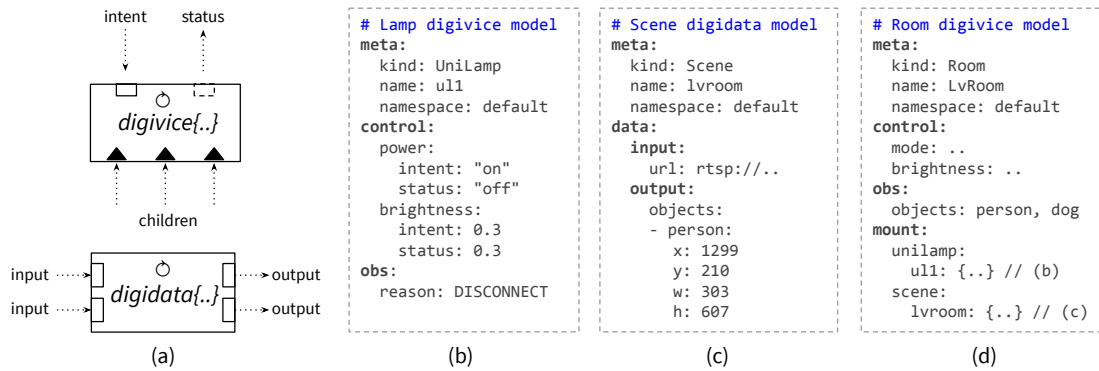 intent
status
digivice{..}
children
input
input
digidata{..}
output
output
(a)
# Lamp digivice model
meta:
kind: UniLamp
name: ul1
namespace: default
control:
power:
intent: "on"
status: "off"
brightness:
intent: 0.3
status: 0.3
obs:
reason: DISCONNECT
(b)
# Scene digidata model
meta:
kind: Scene
name: lvroom
namespace: default
data:
input:
url: rtsp://..
output:
objects:
- person:
x: 1299
y: 210
w: 303
h: 607
(c)
# Room digivice model
meta:
kind: Room
name: LvRoom
namespace: default
control:
mode: ..
brightness: ..
obs:
objects: person, dog
mount:
unilamp:
ul1: {..} // (b)
scene:
lvroom: {..} // (c)
(d)